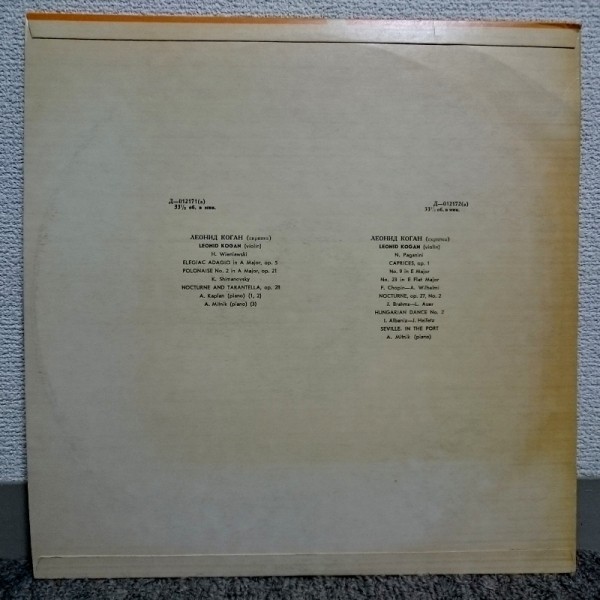 Д—012171(а)
33⅓ об. в мин.
ЛЕОНИД КОГАН (скрипка)
LEONID KOGAN (violin)
H. Wieniawski
ELEGIAC ADAGIO in A Major, op. 5
POLONAISE No. 2 in A Major, op. 21
K. Shimanovsky
NOCTURNE AND TARANTELLA, op. 28
A. Kaplan (piano) (1, 2)
A. Mitnik (piano) (3)
Д—012172(а)
33⅓ об. в мин.
ЛЕОНИД КОГАН (скрипка)
LEONID KOGAN (violin)
N. Paganini
CAPRICES, op. 1
No. 9 in E Major
No. 23 in E Flat Major
F. Chopin—A. Wilhelmi
NOCTURNE, op. 27, No. 2
J. Brahms—L. Auer
HUNGARIAN DANCE No. 2
I. Albeniz—J. Heifetz
SEVILLE. IN THE PORT
A. Mitnik (piano)